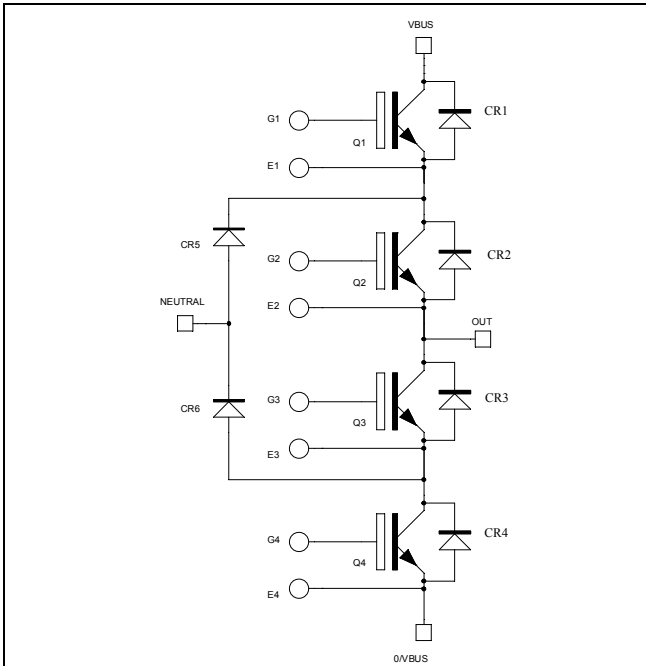 VBUS
G1
CR1
Q1
E1
CR5
G2
CR2
Q2
NEUTRAL
E2
OUT
CR6
G3
CR3
Q3
E3
G4
CR4
Q4
E4
0/VBUS